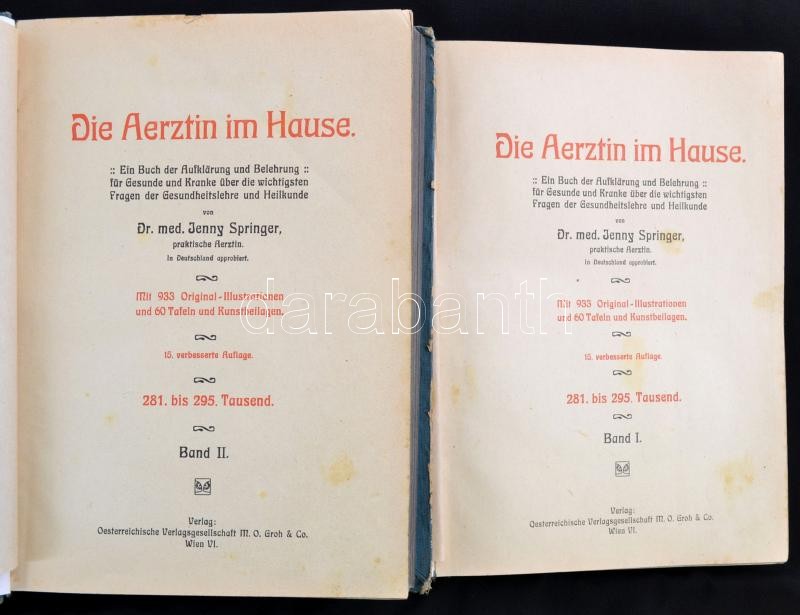 Die Aerztin im Hause.
:: Ein Buch der Aufklärung und Belehrung ::
für Gesunde und Kranke über die wichtigsten
Fragen der Gesundheitslehre und Heilkunde
von
Dr. med. Jenny Springer,
praktische Aerztin.
In Deutschland approbiert.
Mit 933 Original-Illustrationen
und 60 Tafeln und Kunstbeilagen.
15. verbesserte Auflage.
281. bis 295. Tausend.
Band II.
Verlag:
Oesterreichische Verlagsgesellschaft M. O. Groh & Co.
Wien VI.
Die Aerztin im Hause.
:: Ein Buch der Aufklärung und Belehrung ::
für Gesunde und Kranke über die wichtigsten
Fragen der Gesundheitslehre und Heilkunde
von
Dr. med. Jenny Springer,
praktische Aerztin.
In Deutschland approbiert.
Mit 933 Original-Illustrationen
und 60 Tafeln und Kunstbeilagen.
15. verbesserte Auflage.
281. bis 295. Tausend.
Band I.
Verlag:
Oesterreichische Verlagsgesellschaft M. O. Groh & Co.
Wien VI.
darabanth